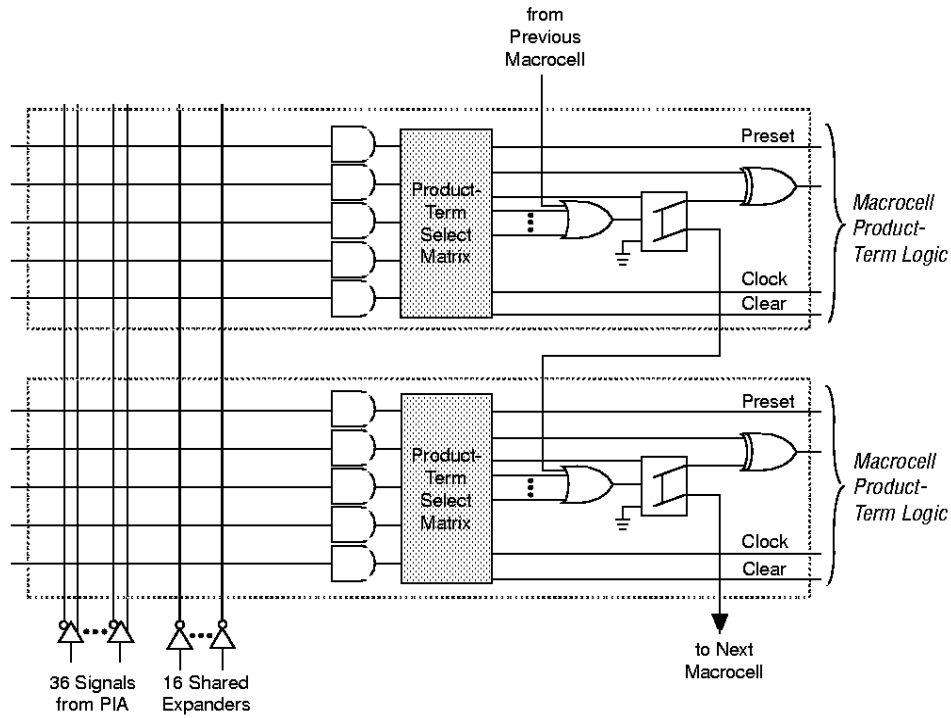 from
Previous
Macrocell
Preset
Product-
Term
Select
Matrix
Macrocell
Product-
Term Logic
Clock
Clear
Preset
Product-
Term
Select
Matrix
Macrocell
Product-
Term Logic
Clock
Clear
36 Signals
from PIA
16 Shared
Expanders
to Next
Macrocell